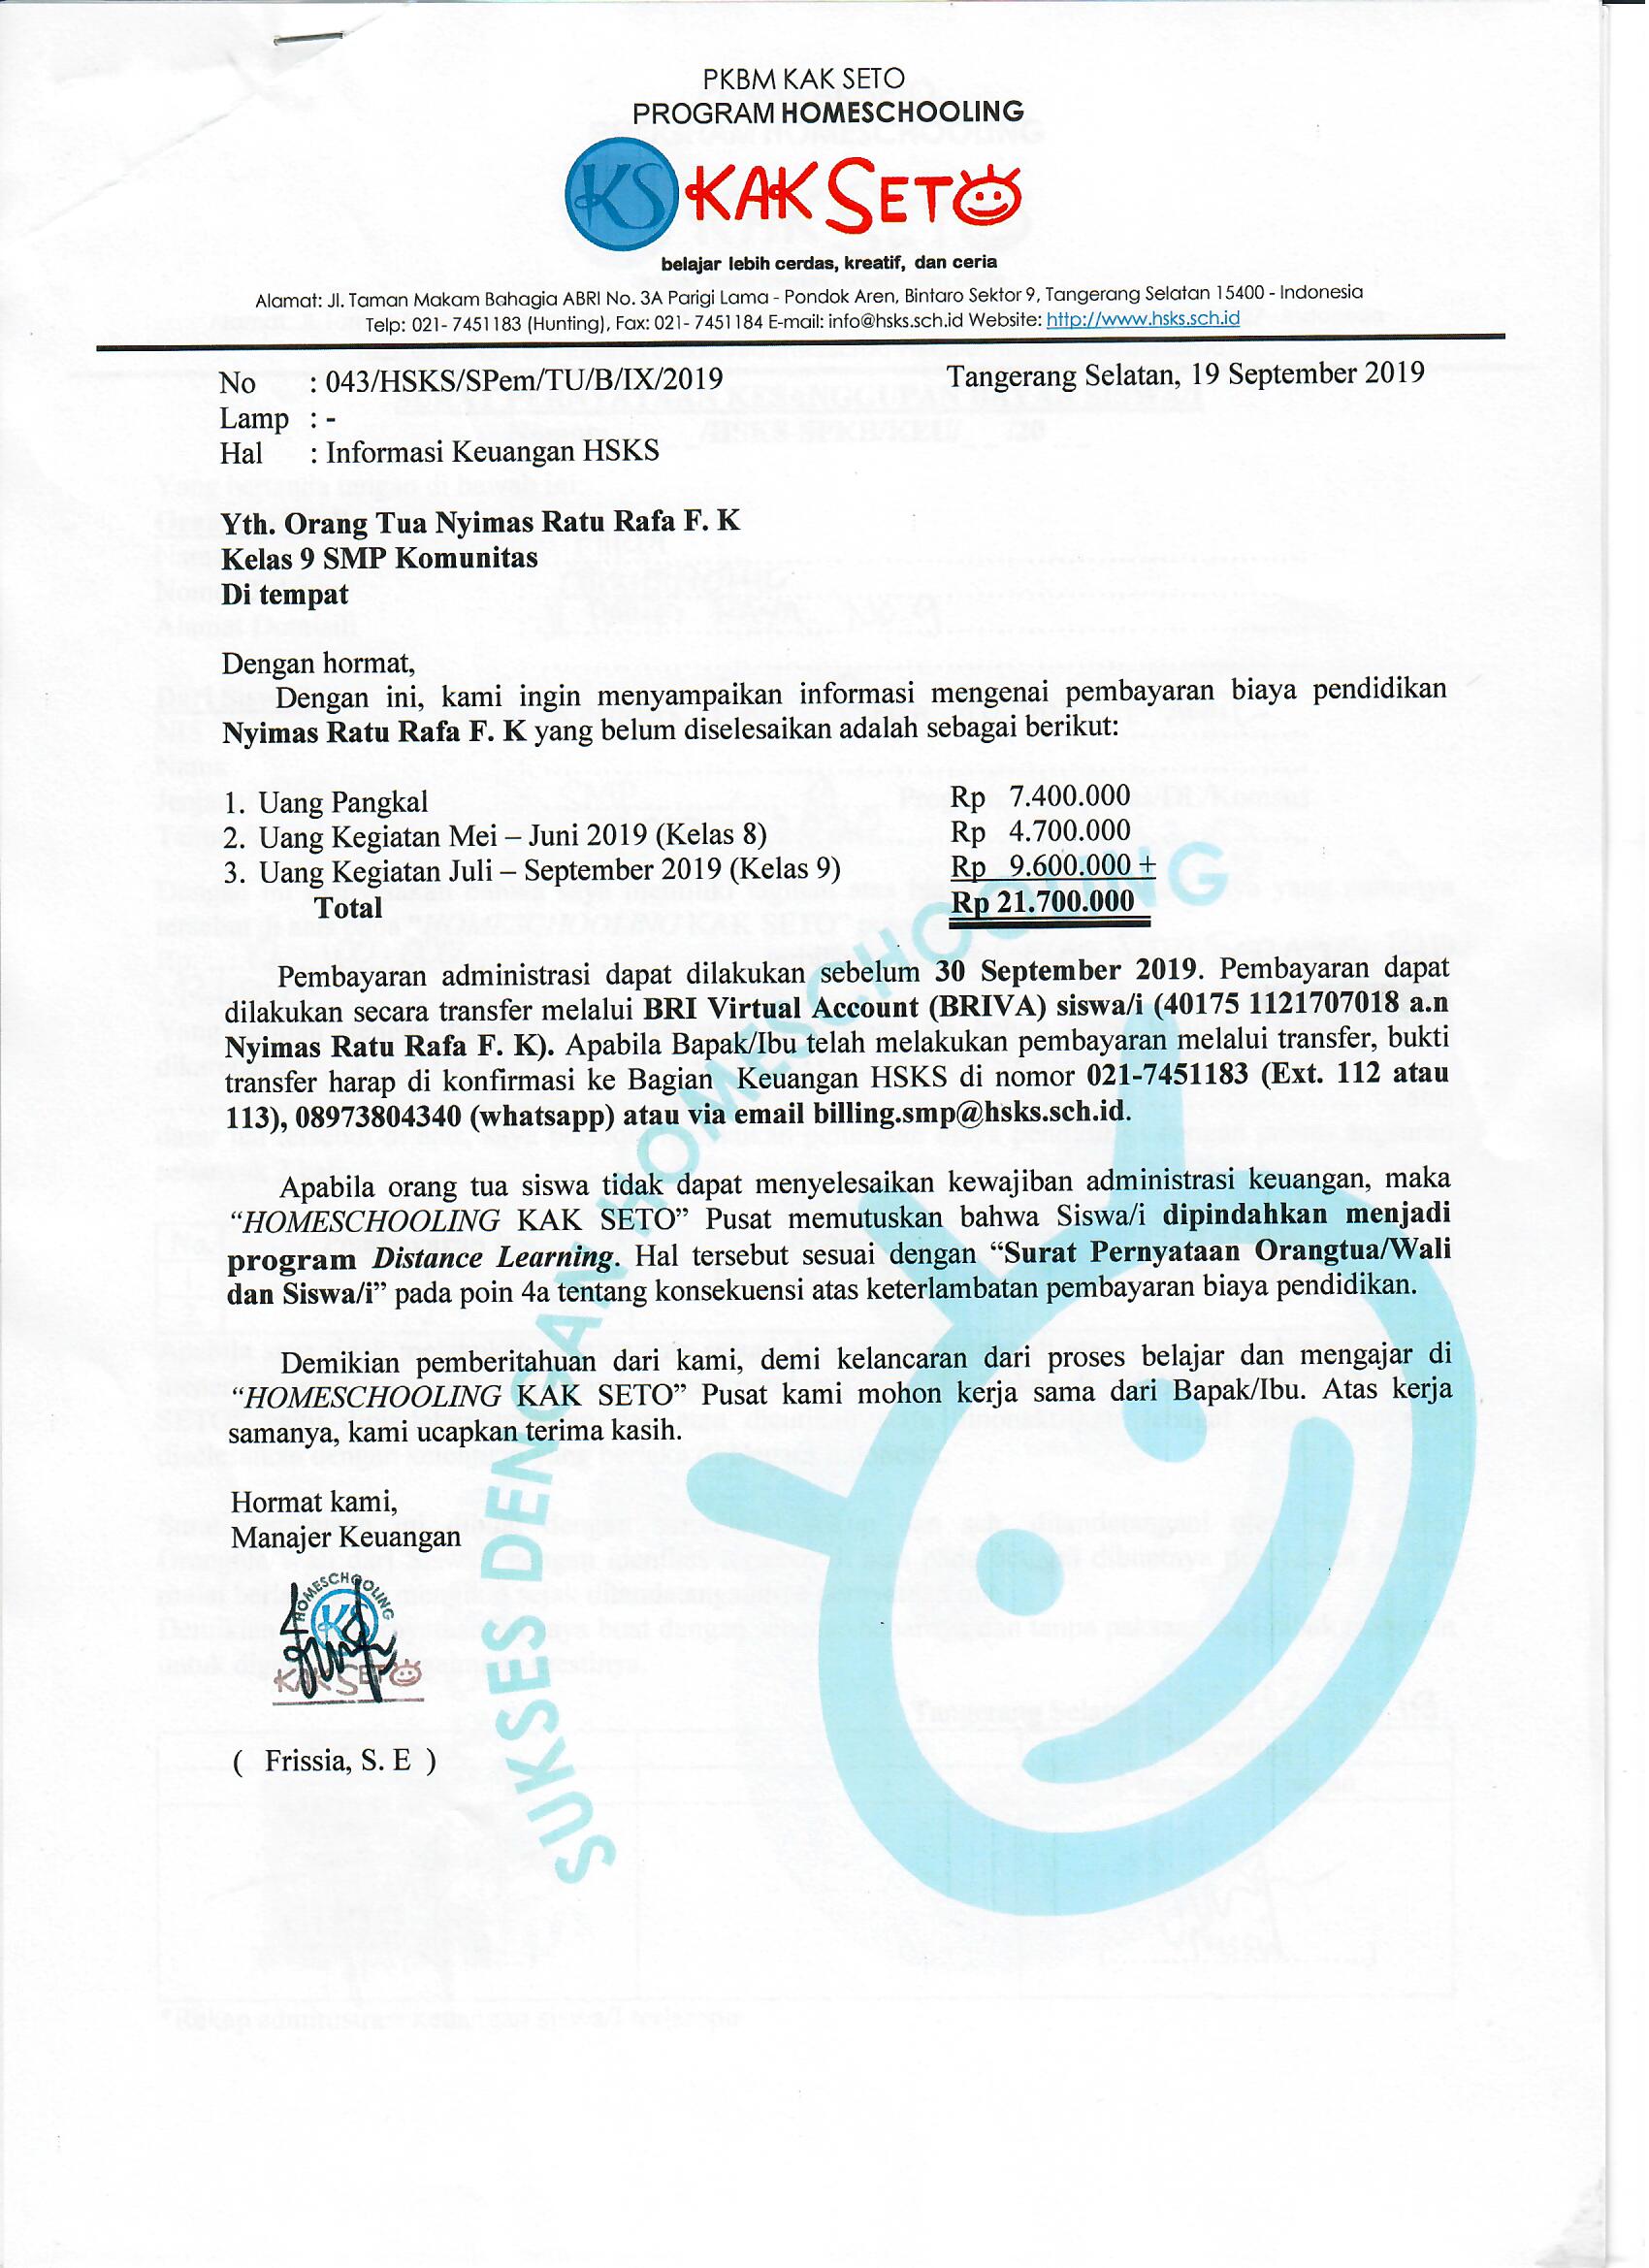 PKBM KAK SETO
PROGRAM HOMESCHOOLING
KS KAK SETO
belajar lebih cerdas, kreatif, dan ceria
Alamat: Jl. Taman Makam Bahagia ABRI No. 3A Parigi Lama - Pondok Aren, Bintaro Sektor 9, Tangerang Selatan 15400 - Indonesia
Telp: 021- 7451183 (Hunting), Fax: 021- 7451184 E-mail: info@hsks.sch.id Website: http://www.hsks.sch.id
No : 043/HSKS/SPem/TU/B/IX/2019 Tangerang Selatan, 19 September 2019
Lamp : -
Hal : Informasi Keuangan HSKS
Yth. Orang Tua Nyimas Ratu Rafa F. K
Kelas 9 SMP Komunitas
Di tempat
Dengan hormat,
Dengan ini, kami ingin menyampaikan informasi mengenai pembayaran biaya pendidikan
Nyimas Ratu Rafa F. K yang belum diselesaikan adalah sebagai berikut:
1. Uang Pangkal Rp 7.400.000
2. Uang Kegiatan Mei – Juni 2019 (Kelas 8) Rp 4.700.000
3. Uang Kegiatan Juli – September 2019 (Kelas 9) Rp 9.600.000 +
Total Rp 21.700.000
Pembayaran administrasi dapat dilakukan sebelum 30 September 2019. Pembayaran dapat
dilakukan secara transfer melalui BRI Virtual Account (BRIVA) siswa/i (40175 1121707018 a.n
Nyimas Ratu Rafa F. K). Apabila Bapak/Ibu telah melakukan pembayaran melalui transfer, bukti
transfer harap di konfirmasi ke Bagian Keuangan HSKS di nomor 021-7451183 (Ext. 112 atau
113), 08973804340 (whatsapp) atau via email billing.smp@hsks.sch.id.
Apabila orang tua siswa tidak dapat menyelesaikan kewajiban administrasi keuangan, maka
“HOMESCHOOLING KAK SETO” Pusat memutuskan bahwa Siswa/i dipindahkan menjadi
program Distance Learning. Hal tersebut sesuai dengan “Surat Pernyataan Orangtua/Wali
dan Siswa/i” pada poin 4a tentang konsekuensi atas keterlambatan pembayaran biaya pendidikan.
Demikian pemberitahuan dari kami, demi kelancaran dari proses belajar dan mengajar di
“HOMESCHOOLING KAK SETO” Pusat kami mohon kerja sama dari Bapak/Ibu. Atas kerja
samanya, kami ucapkan terima kasih.
Hormat kami,
Manajer Keuangan
HOMESCHOOLING
KS
KAK SETO
( Frissia, S. E )
SUKSES DENGAN HOMESCHOOLING